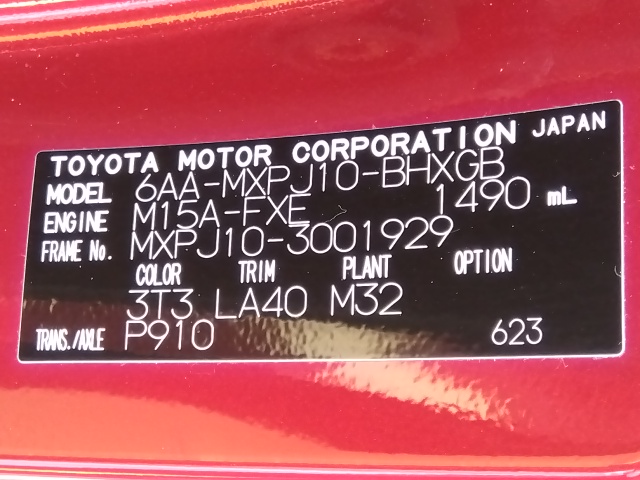 TOYOTA MOTOR CORPORATION JAPAN
MODEL 6AA-MXPJ10-BHXGB
ENGINE M15A-FXE 1490 mL
FRAME No. MXPJ10-3001929
COLOR TRIM PLANT OPTION
3T3 LA40 M32
TRANS./AXLE P910 623